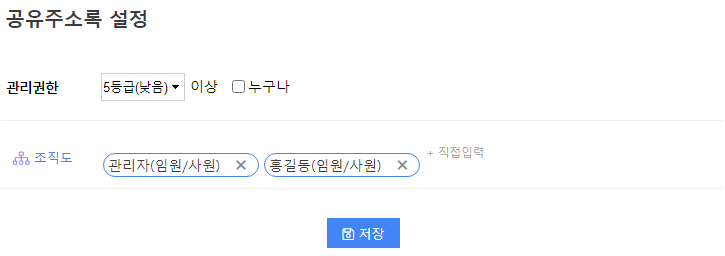 공유주소록 설정
관리권한 5등급(낮음) 이상 누구나
조직도 관리자(임원/사원) × 홍길동(임원/사원) × + 직접입력
저장